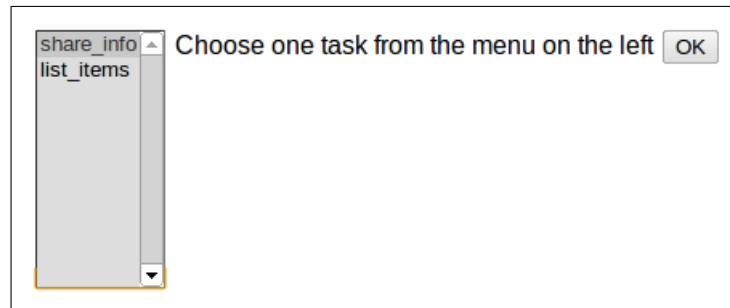 share_info
list_items
Choose one task from the menu on the left
OK